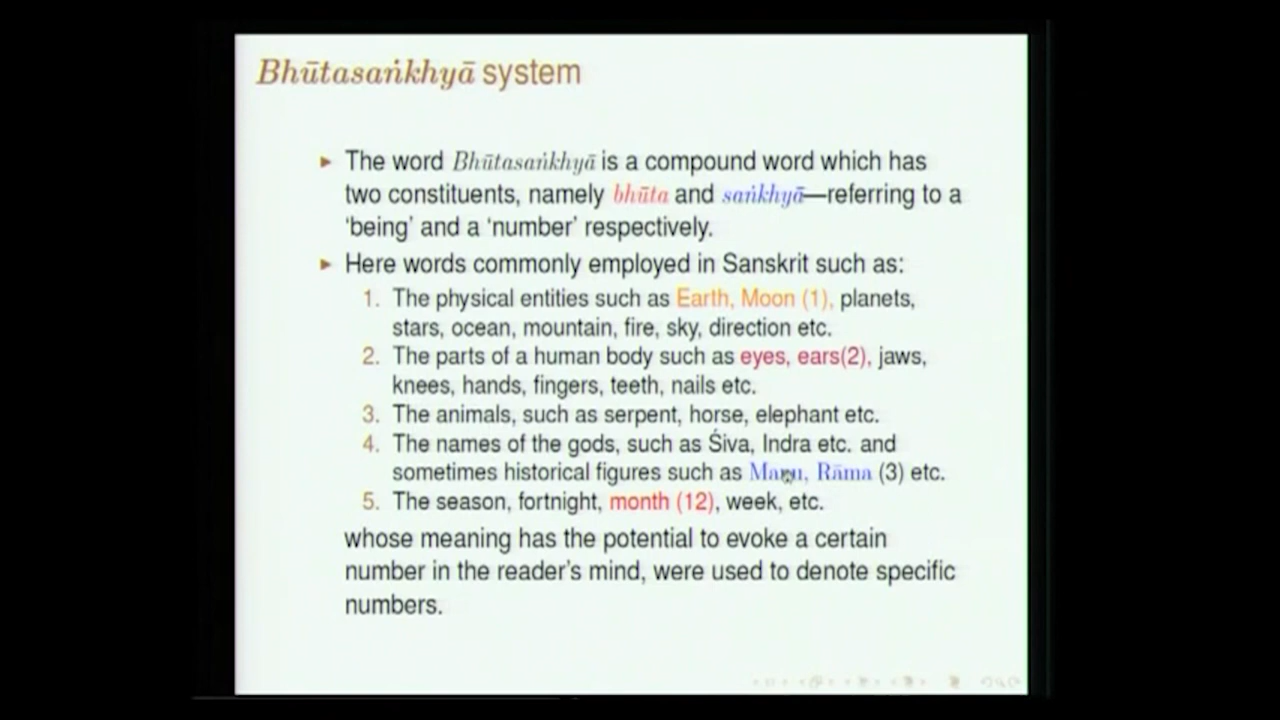 Bhūtasaṅkhyā system
▸ The word Bhūtasaṅkhyā is a compound word which has
two constituents, namely bhūta and saṅkhyā—referring to a
‘being’ and a ‘number’ respectively.
▸ Here words commonly employed in Sanskrit such as:
1. The physical entities such as Earth, Moon (1), planets,
stars, ocean, mountain, fire, sky, direction etc.
2. The parts of a human body such as eyes, ears(2), jaws,
knees, hands, fingers, teeth, nails etc.
3. The animals, such as serpent, horse, elephant etc.
4. The names of the gods, such as Śiva, Indra etc. and
sometimes historical figures such as Manu, Rāma (3) etc.
5. The season, fortnight, month (12), week, etc.
whose meaning has the potential to evoke a certain
number in the reader’s mind, were used to denote specific
numbers.